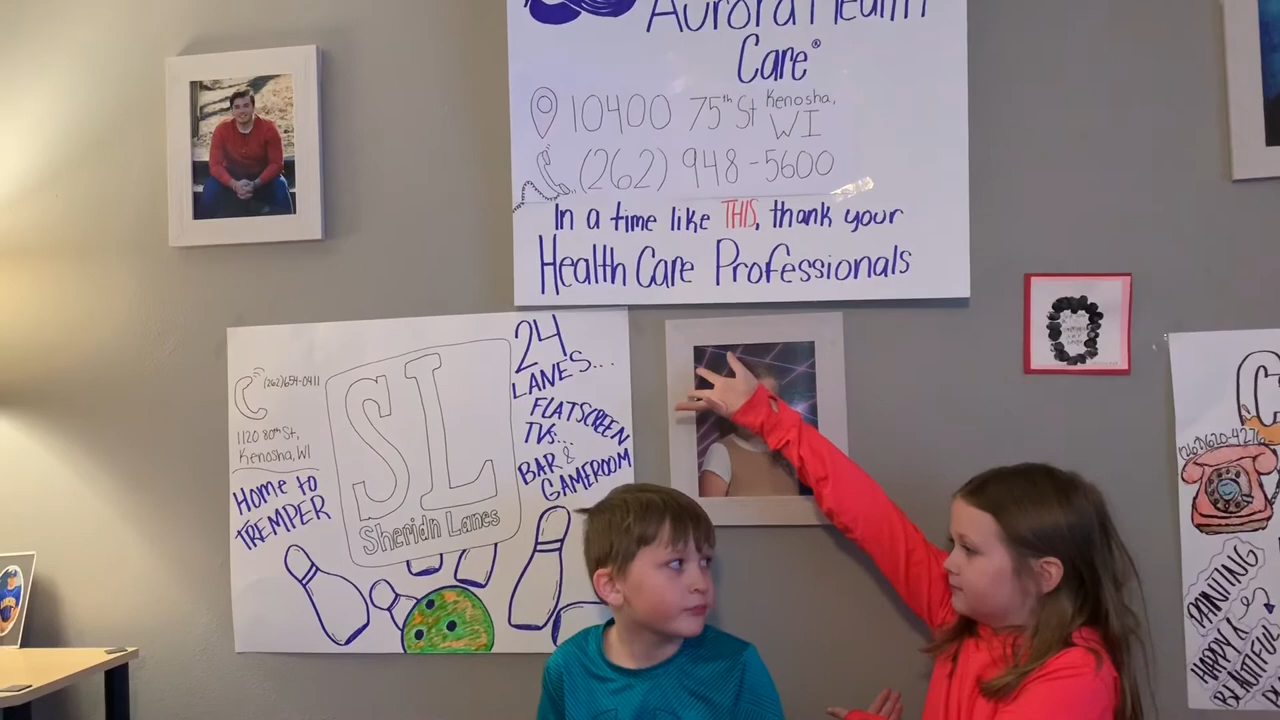 Aurora Health
Care®
10400 75th St Kenosha,
WI
(262) 948-5600
In a time like THIS, thank your
Health Care Professionals
(262)654-0411
1120 80th St,
Kenosha, WI
HOME to
TREMPER
SL
Sheridn Lanes
24
LANES...
FLATSCREEN
TVs...
BAR &
GAMEROOM
(262)620-4276
PAINTING
HAPPY &
BEAUTIFUL